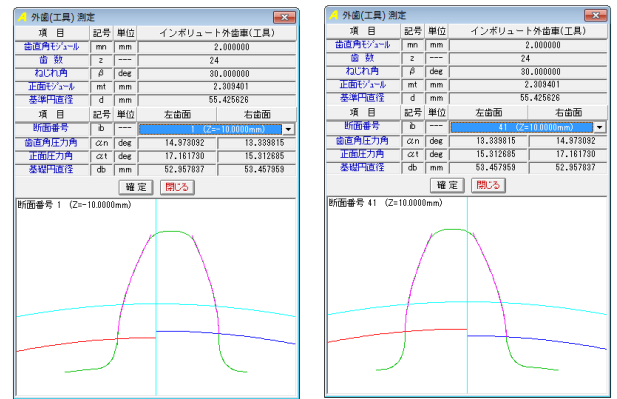 外歯(工具) 測定
項 目 記号 単位 インボリュート外歯車(工具)
歯直角モジュール mn mm 2.000000
歯 数 z --- 24
ねじれ角 β deg 30.000000
正面モジュール mt mm 2.309401
基準円直径 d mm 55.425626
項 目 記号 単位 左歯面 右歯面
断面番号 ib --- 1 (Z=-10.0000mm)
歯直角圧力角 αn deg 14.973092 13.339815
正面圧力角 αt deg 17.161730 15.312685
基礎円直径 db mm 52.957837 53.457959
確 定 閉じる
断面番号 1 (Z=-10.0000mm)
外歯(工具) 測定
項 目 記号 単位 インボリュート外歯車(工具)
歯直角モジュール mn mm 2.000000
歯 数 z --- 24
ねじれ角 β deg 30.000000
正面モジュール mt mm 2.309401
基準円直径 d mm 55.425626
項 目 記号 単位 左歯面 右歯面
断面番号 ib --- 41 (Z=10.0000mm)
歯直角圧力角 αn deg 13.339815 14.973092
正面圧力角 αt deg 15.312685 17.161730
基礎円直径 db mm 53.457959 52.957837
確 定 閉じる
断面番号 41 (Z=10.0000mm)